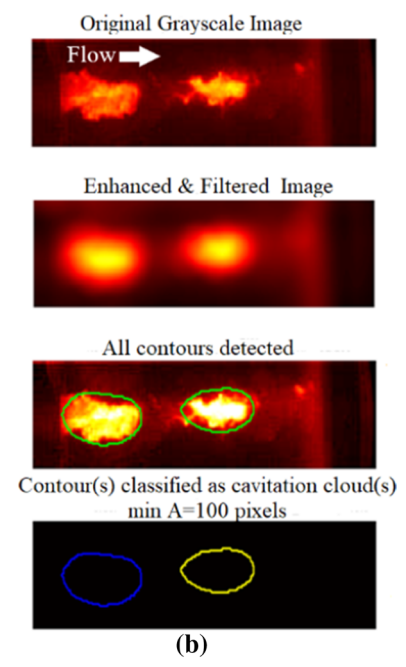 Original Grayscale Image
Flow
Enhanced & Filtered Image
All contours detected
Contour(s) classified as cavitation cloud(s)
min A=100 pixels
(b)